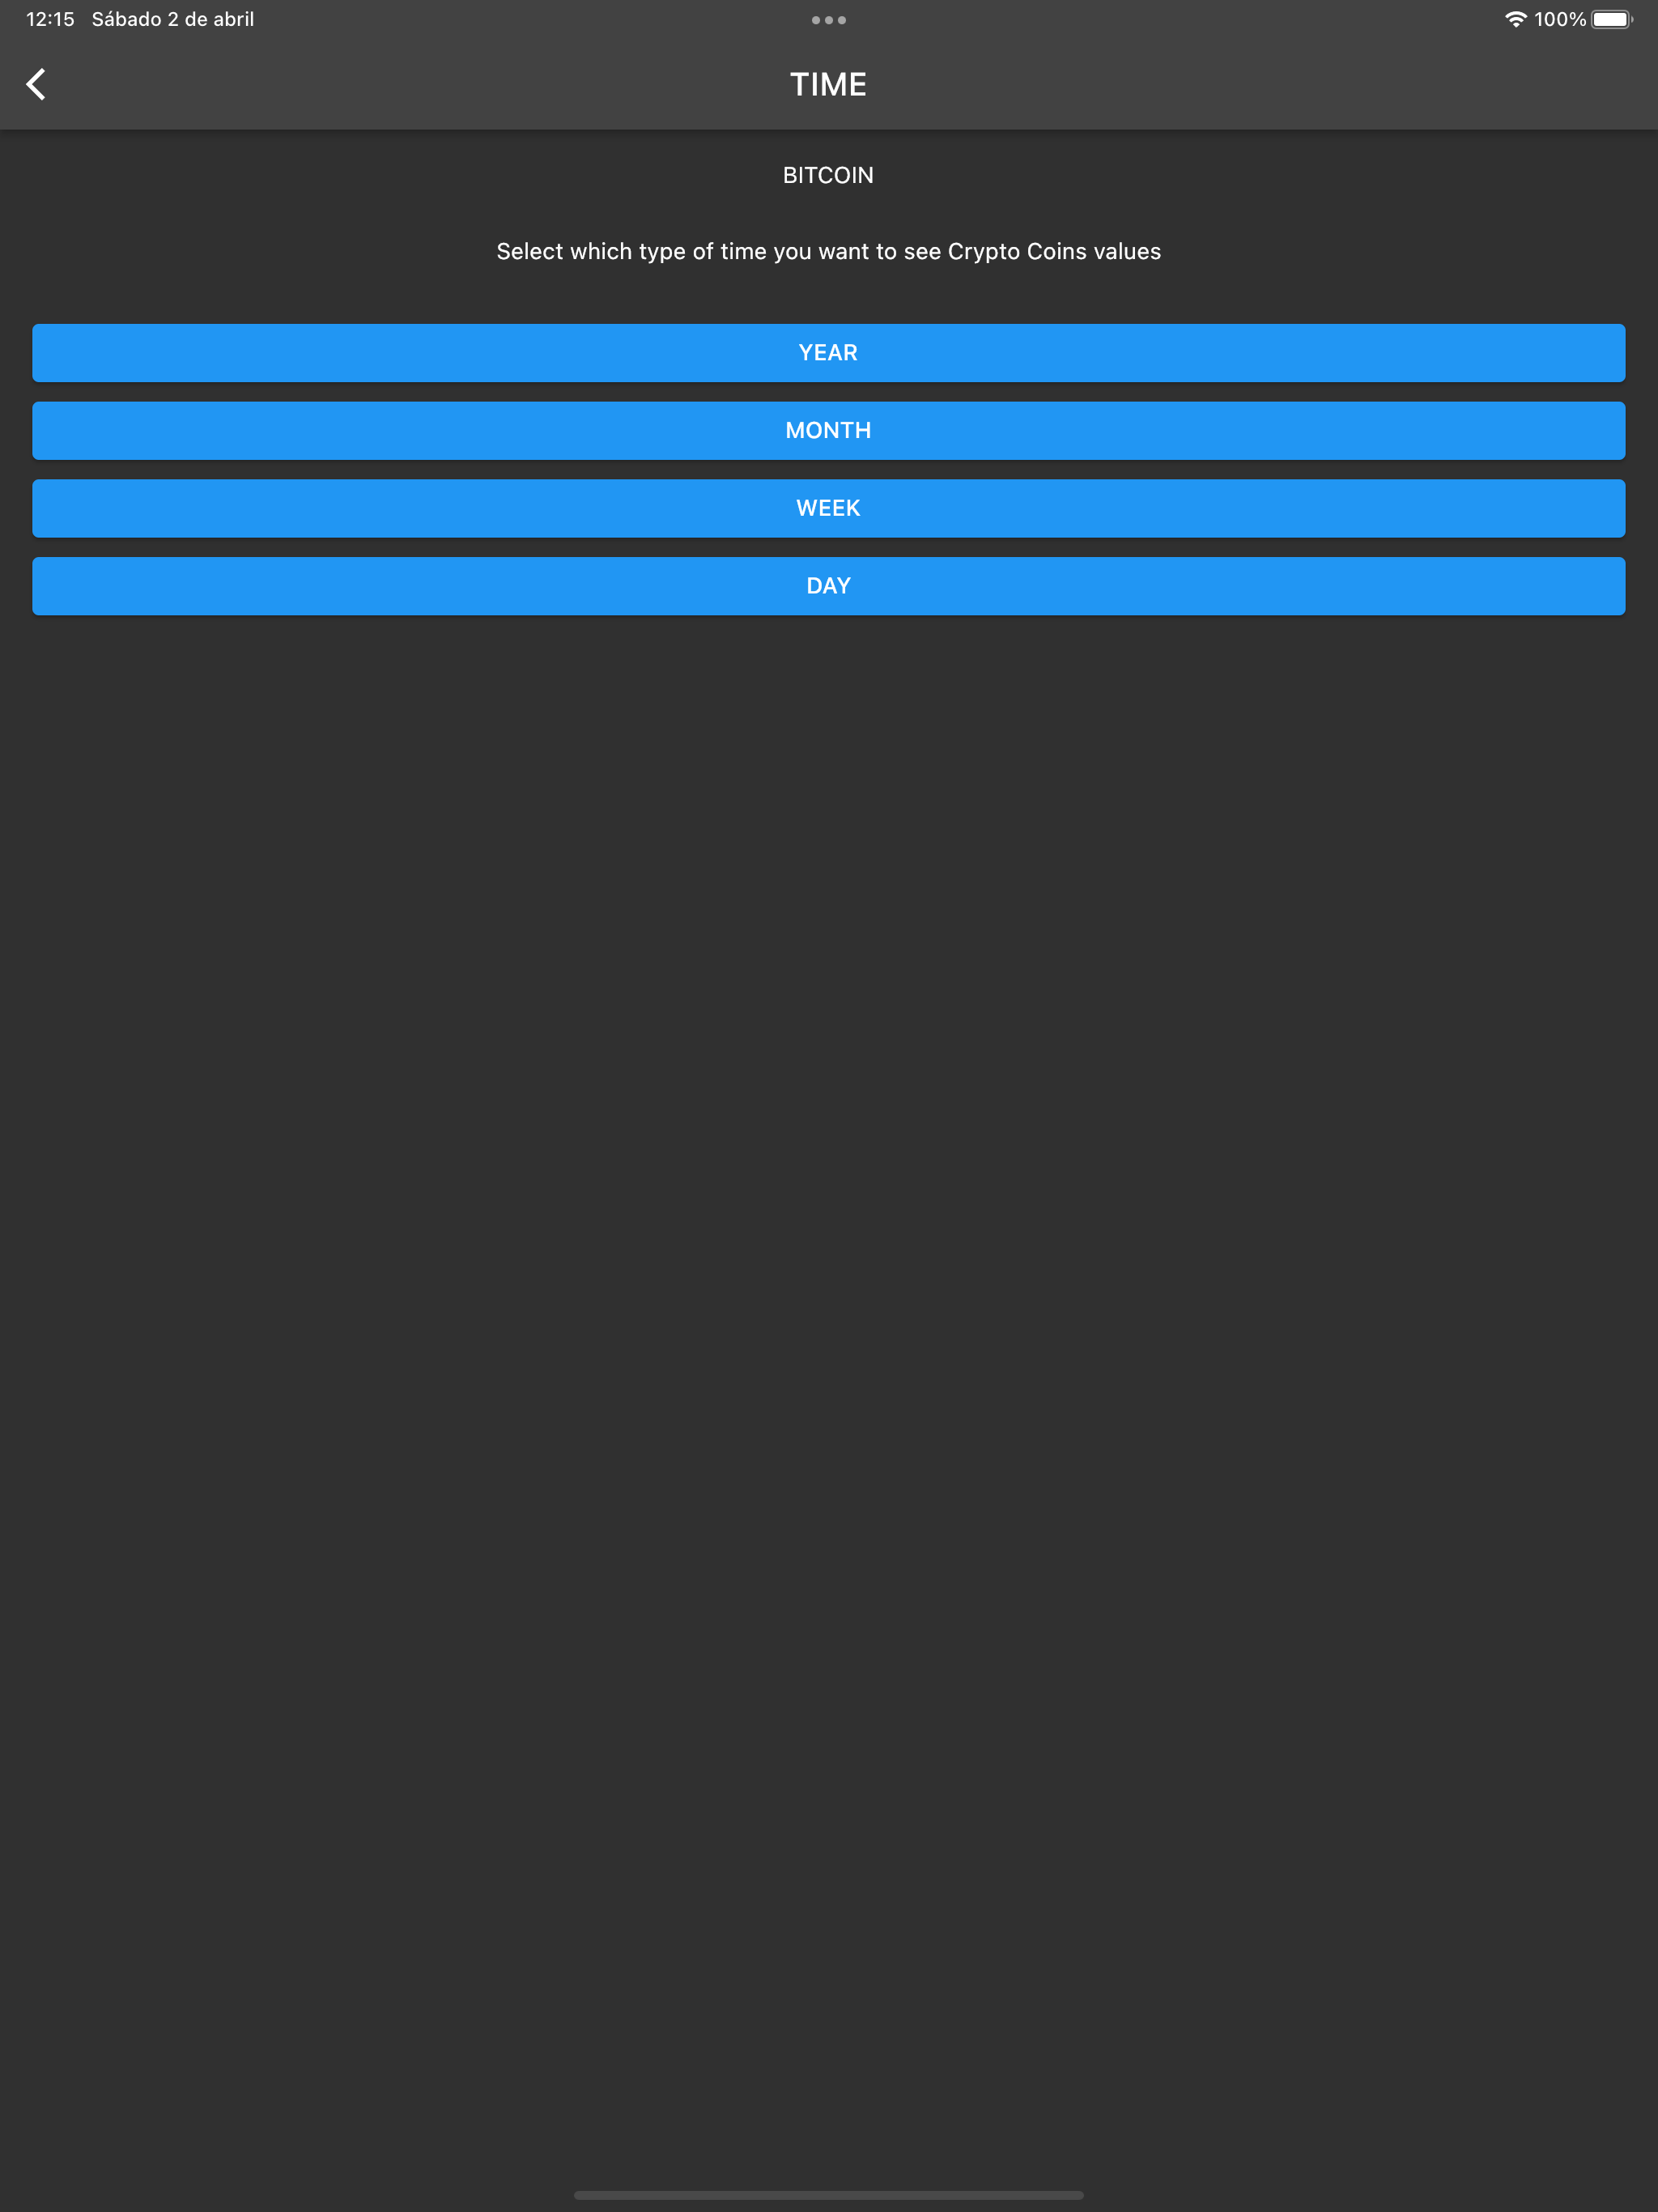 12:15 Sábado 2 de abril 100%
TIME
BITCOIN
Select which type of time you want to see Crypto Coins values
YEAR
MONTH
WEEK
DAY